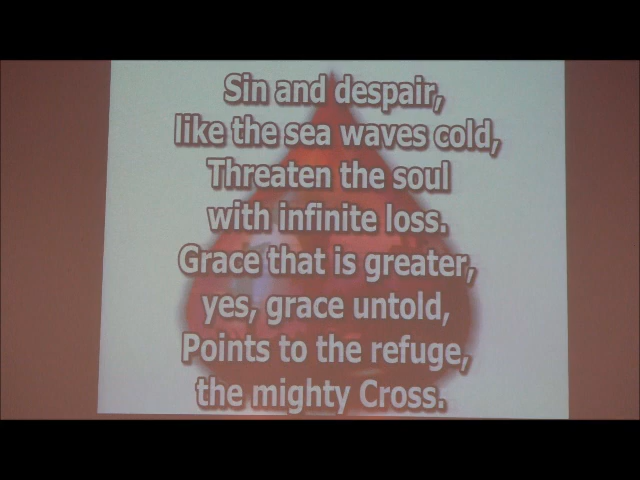 Sin and despair,
like the sea waves cold,
Threaten the soul
with infinite loss.
Grace that is greater,
yes, grace untold,
Points to the refuge,
the mighty Cross.